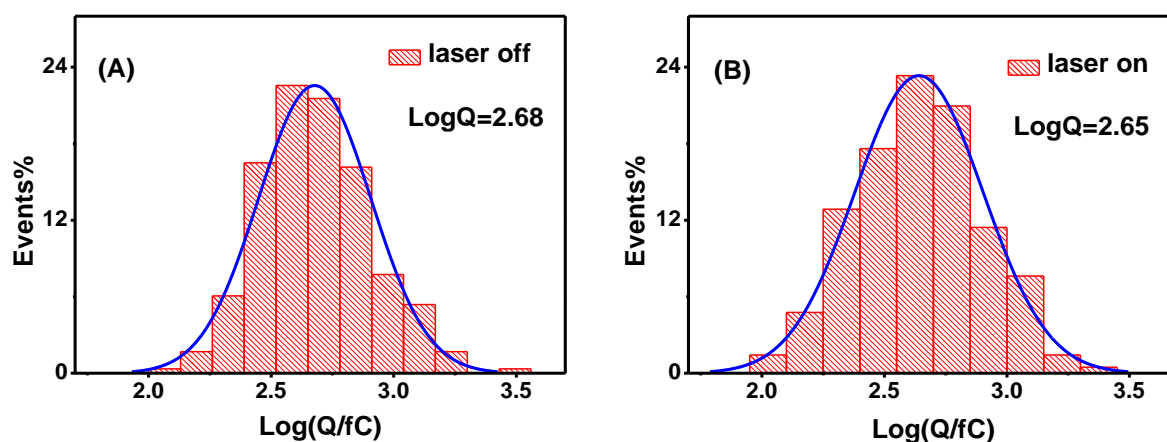 (A)
laser off
LogQ=2.68
Events%
24
12
0
2.0 2.5 3.0 3.5
Log(Q/fC)
(B)
laser on
LogQ=2.65
Events%
24
12
0
2.0 2.5 3.0 3.5
Log(Q/fC)